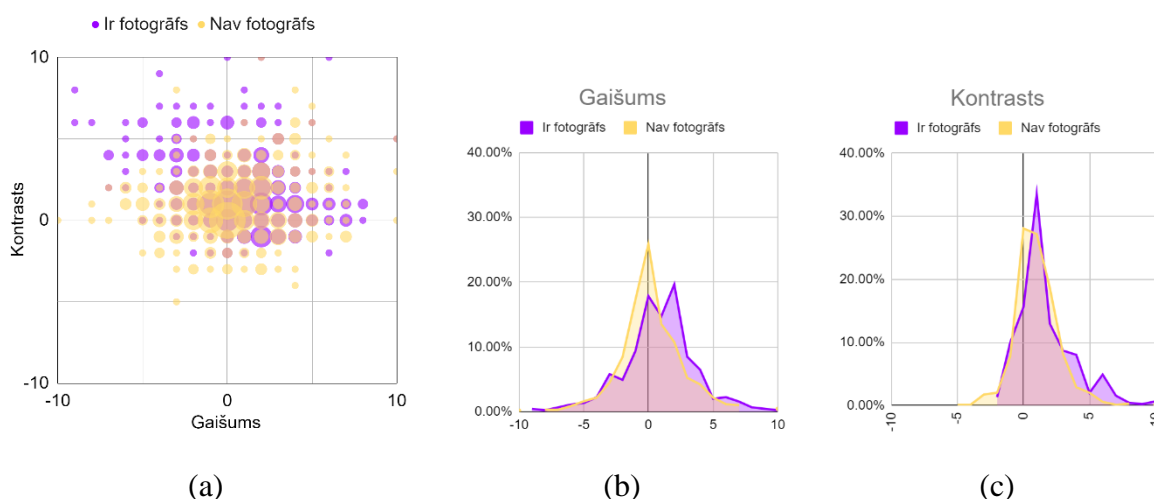 Ir fotogrāfs Nav fotogrāfs
10
0
-10
-10 0 10
Kontrasts
Gaišums
(a)
Gaišums
Ir fotogrāfs Nav fotogrāfs
40.00%
30.00%
20.00%
10.00%
0.00%
-10 -5 0 5 10
(b)
Kontrasts
Ir fotogrāfs Nav fotogrāfs
40.00%
30.00%
20.00%
10.00%
0.00%
-10 -5 0 5 10
(c)